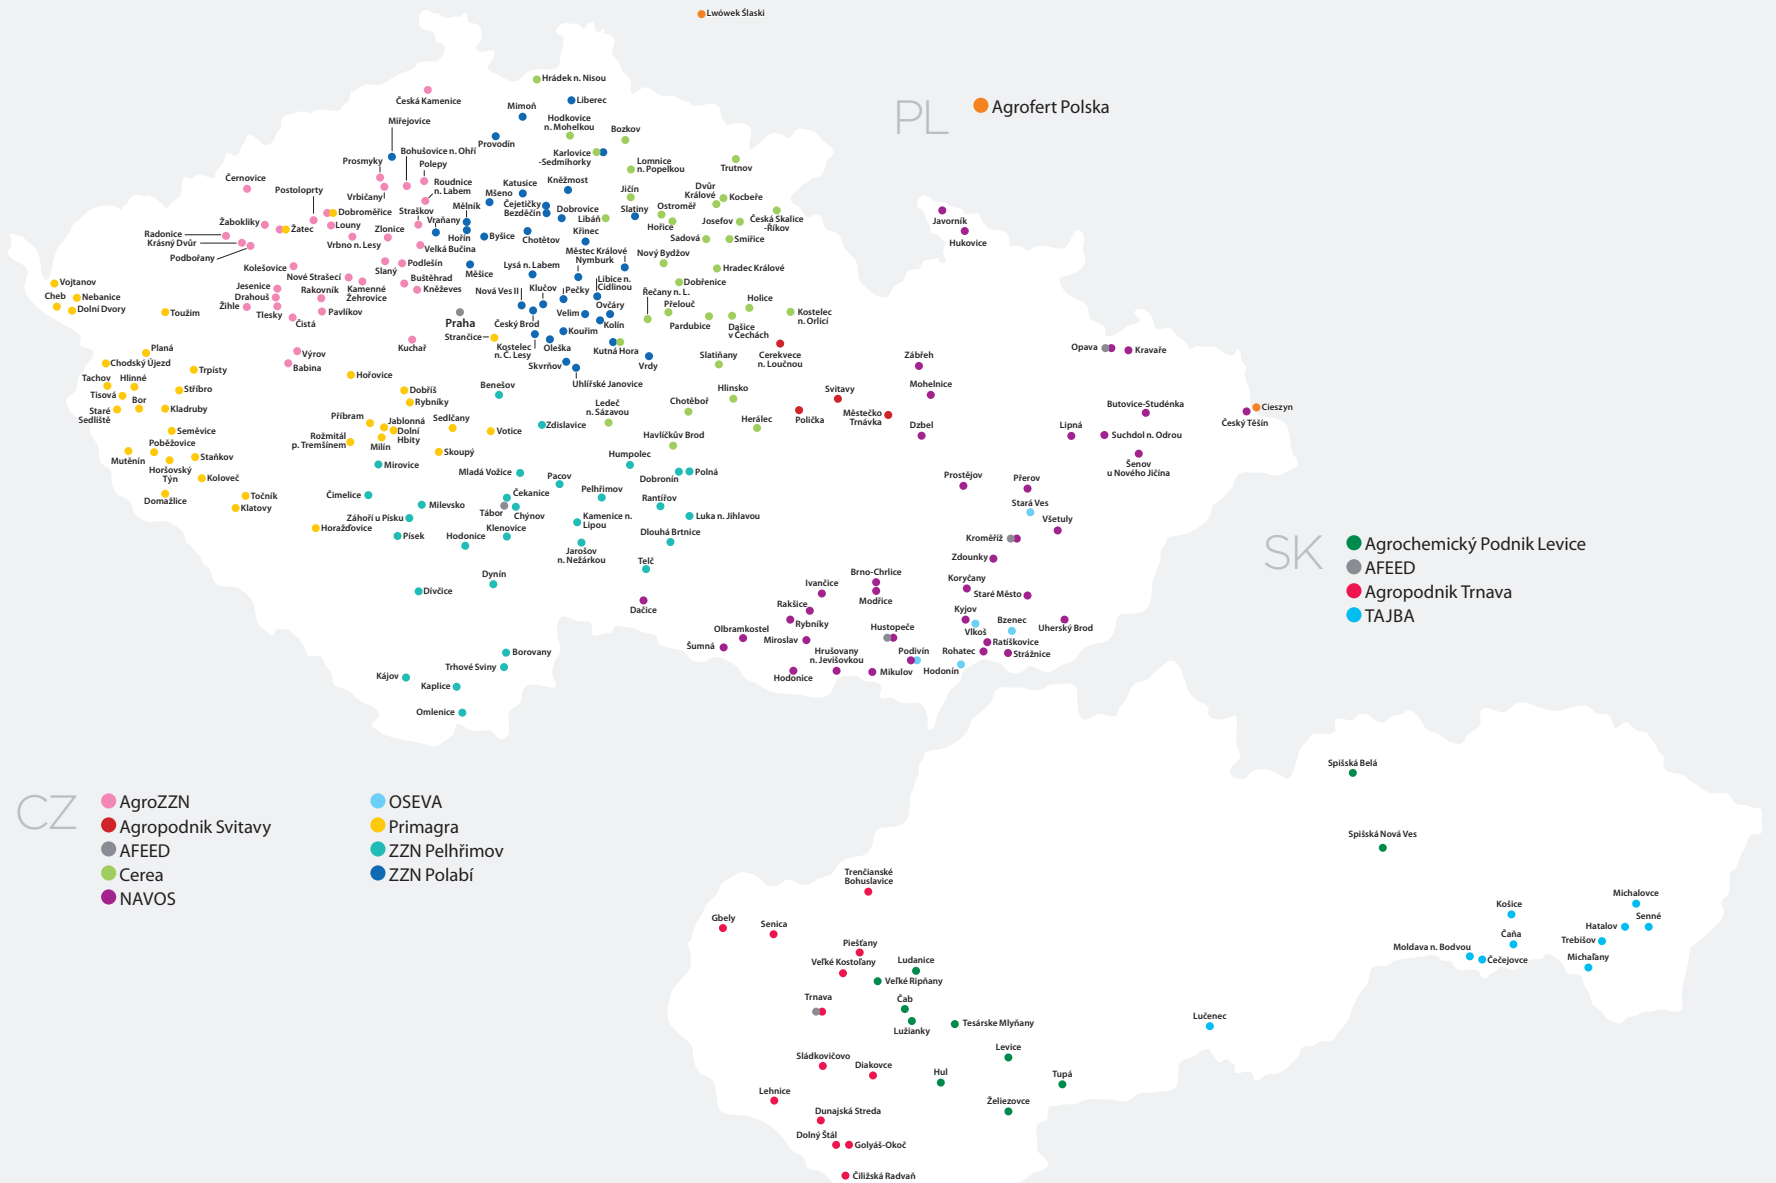 Lwówek Ślaski
PL
Agrofert Polska
Hrádek n. Nisou
Česká Kamenice
Liberec
Mimoň
Miřejovice
Hodkovice
n. Mohelkou
Bozkov
Provodín
Bohušovice n. Ohří
Karlovice
-Sedmihorky
Prosmyky
Polepy
Lomnice
n. Popelkou
Trutnov
Černovice
Postoloprty
Vrbičany
Roudnice
n. Labem
Katusice
Kněžmost
Mšeno
Jičín
Dvůr
Králové
Kocbeře
Čejetičky
Bezděčín
Dobrovice
Mělník
Straškov
Dobroměřice
Libáň
Slatiny
Ostroměř
Hořice
Josefov
Česká Skalice
-Říkov
Žabokliky
Žatec
Louny
Zlonice
Vraňany
Hořín
Byšice
Chotětov
Křinec
Sadová
Smiřice
Radonice
Krásný Dvůr
Podbořany
Vrbno n. Lesy
Velká Bučina
Městec Králové
Nymburk
Nový Bydžov
Javorník
Hukovice
Kolešovice
Nové Strašecí
Slaný
Podlešín
Měšice
Lysá n. Labem
Hradec Králové
Vojtanov
Cheb
Nebanice
Dolní Dvory
Toužim
Jesenice
Drahouš
Žihle
Tlesky
Rakovník
Kamenné
Žehrovice
Buštěhrad
Kněževes
Nová Ves II
Klučov
Pečky
Libice n.
Cidlinou
Řečany n. L.
Dobřenice
Přelouč
Holice
Čistá
Pavlíkov
Praha
Strančice
Český Brod
Velim
Ovčáry
Kolín
Pardubice
Dašice
v Čechách
Kostelec
n. Orlicí
Kouřim
Kutná Hora
Oleška
Kostelec
n. Č. Lesy
Planá
Chodský Újezd
Výrov
Babina
Kuchař
Skvrňov
Uhlířské Janovice
Vrdy
Slatiňany
Cerekvece
n. Loučnou
Zábřeh
Opava
Kravaře
Tachov
Hlinné
Trpísty
Tisová
Bor
Stříbro
Staré
Sedliště
Kladruby
Hořovice
Dobříš
Rybníky
Benešov
Ledeč
n. Sázavou
Chotěboř
Hlinsko
Svitavy
Polička
Městečko
Trnávka
Mohelnice
Butovice-Studénka
Cieszyn
Český Těšín
Seměvice
Příbram
Jablonná
Dolní
Hbity
Sedlčany
Votice
Zdislavice
Havlíčkův Brod
Herálec
Dzbel
Lipná
Suchdol n. Odrou
Poběžovice
Mutěnín
Horšovský
Týn
Staňkov
Koloveč
Rožmitál
p. Tremšínem
Milín
Skoupý
Mirovice
Mladá Vožice
Humpolec
Dobronín
Polná
Šenov
u Nového Jičína
Domažlice
Točník
Klatovy
Čimelice
Milevsko
Čekanice
Tábor
Chýnov
Pacov
Pelhřimov
Rantířov
Prostějov
Přerov
Stará Ves
Horažďovice
Záhoří u Písku
Písek
Hodonice
Klenovice
Kamenice n.
Lipou
Luka n. Jihlavou
Dlouhá Brtnice
Všetuly
Kroměříž
Jarošov
n. Nežárkou
Telč
Zdounky
Dívčice
Dynín
Dačice
Ivančice
Brno-Chrlice
Modřice
Koryčany
Staré Město
Rakšice
Rybníky
Kyjov
Vlkoš
Bzenec
Uherský Brod
Olbramkostel
Šumná
Miroslav
Hustopeče
Ratíškovice
Rohatec
Strážnice
Hrušovany
n. Jevišovkou
Podivín
Hodonín
Hodonice
Mikulov
Borovany
Trhové Sviny
Kájov
Kaplice
Omlenice
SK
Agrochemický Podnik Levice
AFEED
Agropodnik Trnava
TAJBA
CZ
AgroZZN
Agropodnik Svitavy
AFEED
Cerea
NAVOS
OSEVA
Primagra
ZZN Pelhřimov
ZZN Polabí
Spišská Belá
Spišská Nová Ves
Trenčianské
Bohuslavice
Gbely
Senica
Piešťany
Veľké Kostoľany
Ludanice
Veľké Ripňany
Trnava
Čab
Lužianky
Tesárske Mlyňany
Michalovce
Košice
Senné
Hatalov
Čaňa
Trebišov
Moldava n. Bodvou
Čečejovce
Michaľany
Lučenec
Sládkovičovo
Diakovce
Levice
Hul
Tupá
Lehnice
Želiezovce
Dunajská Streda
Dolný Štál
Golyáš-Okoč
Čiližská Radvaň